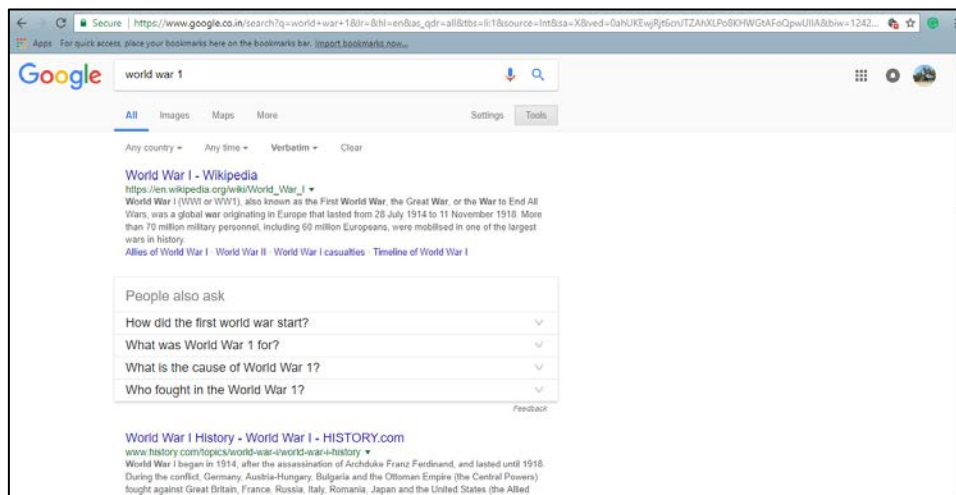 Secure | https://www.google.co.in/search?q=world+war+1&lr=&hl=en&as_qdr=all&tbs=li:1&source=lnt&sa=X&ved=0ahUKEwjRjt6cnJTZAhXLPo8KHWGtAFoQpwUIIA&biw=1242...
Apps For quick access, place your bookmarks here on the bookmarks bar. Import bookmarks now...
Google world war 1
All Images Maps More Settings Tools
Any country Any time Verbatim Clear
World War I - Wikipedia
https://en.wikipedia.org/wiki/World_War_I
World War I (WWI or WW1), also known as the First World War, the Great War, or the War to End All
Wars, was a global war originating in Europe that lasted from 28 July 1914 to 11 November 1918. More
than 70 million military personnel, including 60 million Europeans, were mobilised in one of the largest
wars in history.
Allies of World War I · World War II · World War I casualties · Timeline of World War I
People also ask
How did the first world war start?
What was World War 1 for?
What is the cause of World War 1?
Who fought in the World War 1?
Feedback
World War I History - World War I - HISTORY.com
www.history.com/topics/world-war-i/world-war-i-history
World War I began in 1914, after the assassination of Archduke Franz Ferdinand, and lasted until 1918.
During the conflict, Germany, Austria-Hungary, Bulgaria and the Ottoman Empire (the Central Powers)
fought against Great Britain, France, Russia, Italy, Romania, Japan and the United States (the Allied